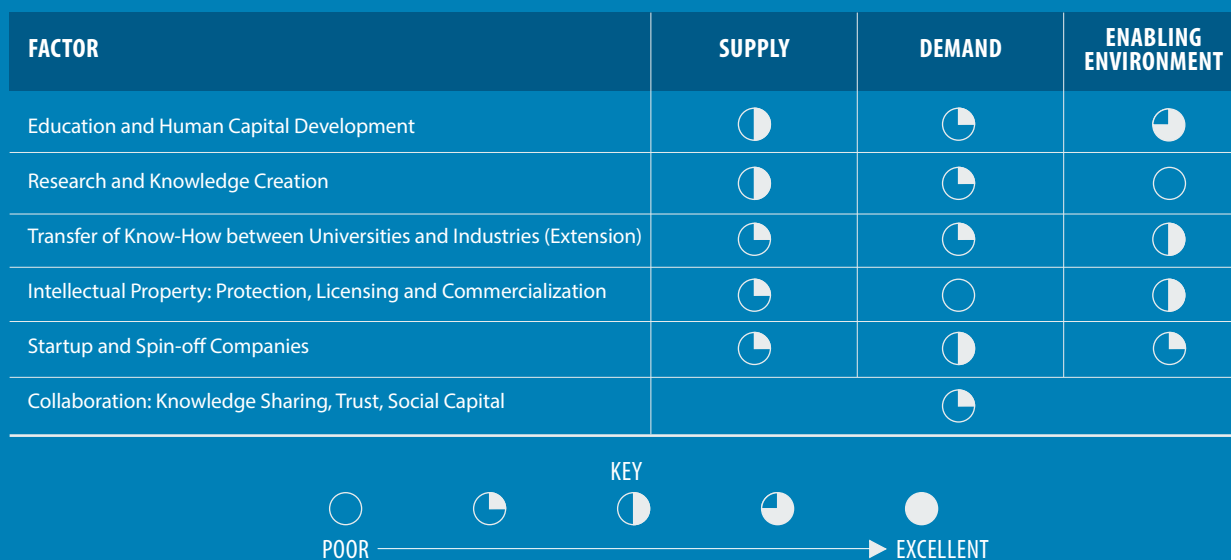 FACTOR
SUPPLY
DEMAND
ENABLING
ENVIRONMENT
Education and Human Capital Development
Research and Knowledge Creation
Transfer of Know-How between Universities and Industries (Extension)
Intellectual Property: Protection, Licensing and Commercialization
Startup and Spin-off Companies
Collaboration: Knowledge Sharing, Trust, Social Capital
KEY
POOR
EXCELLENT